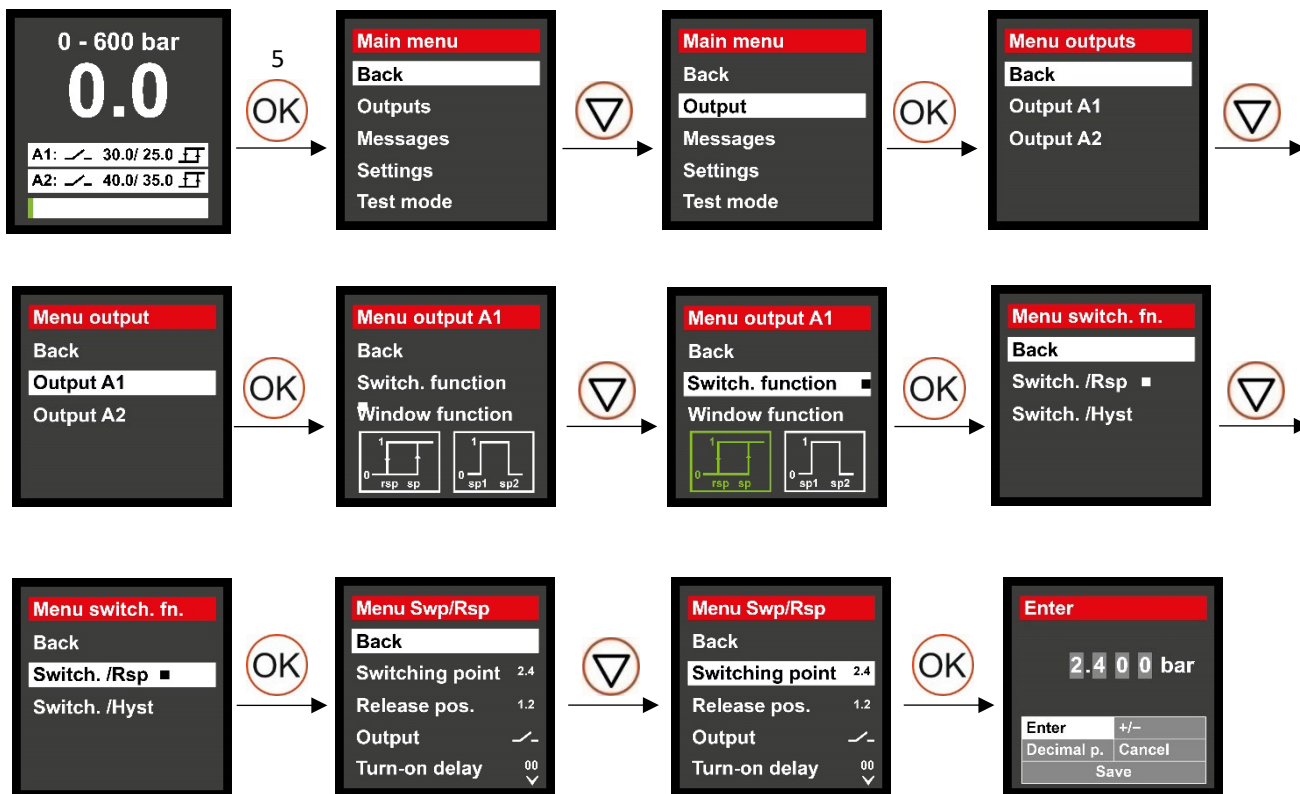 0 - 600 bar
0.0
A1: 30.0/ 25.0
A2: 40.0/ 35.0
5
OK
Main menu
Back
Outputs
Messages
Settings
Test mode
Main menu
Back
Output
Messages
Settings
Test mode
OK
Menu outputs
Back
Output A1
Output A2
Menu output
Back
Output A1
Output A2
OK
Menu output A1
Back
Switch. function
Window function
1
0
rsp sp
1
0
sp1 sp2
Menu output A1
Back
Switch. function
Window function
1
0
rsp sp
1
0
sp1 sp2
OK
Menu switch. fn.
Back
Switch. /Rsp
Switch. /Hyst
Menu switch. fn.
Back
Switch. /Rsp
Switch. /Hyst
OK
Menu Swp/Rsp
Back
Switching point 2.4
Release pos. 1.2
Output
Turn-on delay 00
Menu Swp/Rsp
Back
Switching point 2.4
Release pos. 1.2
Output
Turn-on delay 00
OK
Enter
2.400 bar
Enter +/−
Decimal p. Cancel
Save